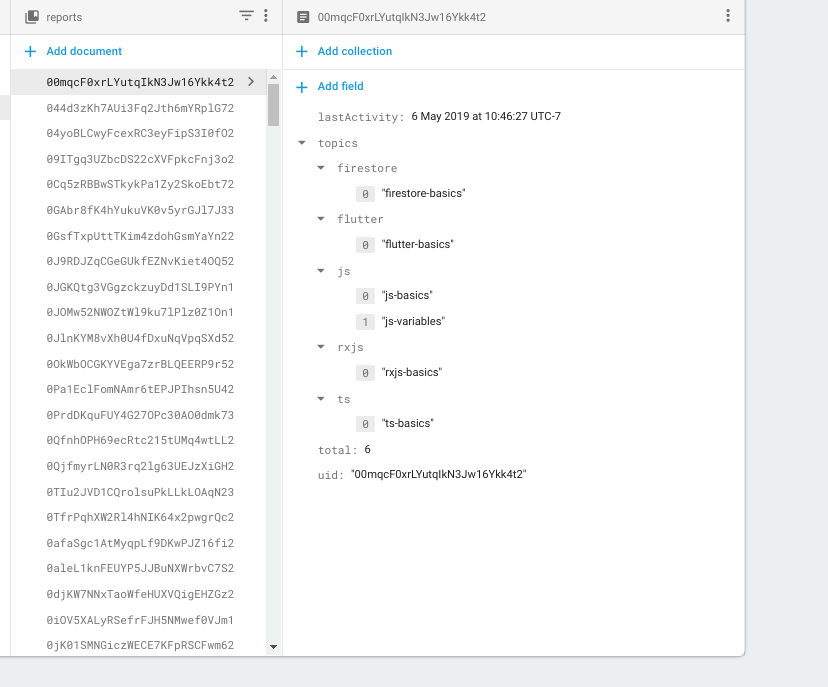 reports
Add document
00mqcF0xrLYutqIkN3Jw16Ykk4t2
044d3zKh7AUi3Fq2Jth6mYRplG72
04yoBLCwyFcexRC3eyFipS3I0fO2
09ITgq3UZbcDS22cXVFpkcFnj3o2
0Cq5zRBBwSTkykPa1Zy2SkoEbt72
0GAbr8fK4hYukuVK0v5yrGJl7J33
0GsfTxpUttTKim4zdohGsmYaYn22
0J9RDJZqCGeGUkfEZNvKiet4OQ52
0JGKQtg3VGgzckzuyDd1SLI9PYn1
0JOMw52NWOZtWl9ku7lPlz0Z1On1
0JlnKYM8vXh0U4fDxuNqVpqSXd52
0OkWbOCGKYVEga7zrBLQEERP9r52
0Pa1EclFomNAmr6tEPJPIhsn5U42
0PrdDKquFUY4G27OPc30AO0dmk73
0QfnhOPH69ecRtc215tUMq4wtLL2
0QjfmyrLN0R3rq2lg63UEJzXiGH2
0TIu2JVD1CQrolsuPkLLkLOAqN23
0TfrPqhXW2Rl4hNIK64x2pwgrQc2
0afaSgc1AtMyqpLf9DKwPJZ16fi2
0aleL1knFEUYP5JJBuNXWrbvC7S2
0djKW7NNxTaoWfeHUXVQigEHZGz2
0iOV5XALyRSefrFJH5NMwef0VJm1
0jK01SMNGiczWECE7KFpRSCFwm62
00mqcF0xrLYutqIkN3Jw16Ykk4t2
Add collection
Add field
lastActivity: 6 May 2019 at 10:46:27 UTC-7
topics
firestore
0 "firestore-basics"
flutter
0 "flutter-basics"
js
0 "js-basics"
1 "js-variables"
rxjs
0 "rxjs-basics"
ts
0 "ts-basics"
total: 6
uid: "00mqcF0xrLYutqIkN3Jw16Ykk4t2"